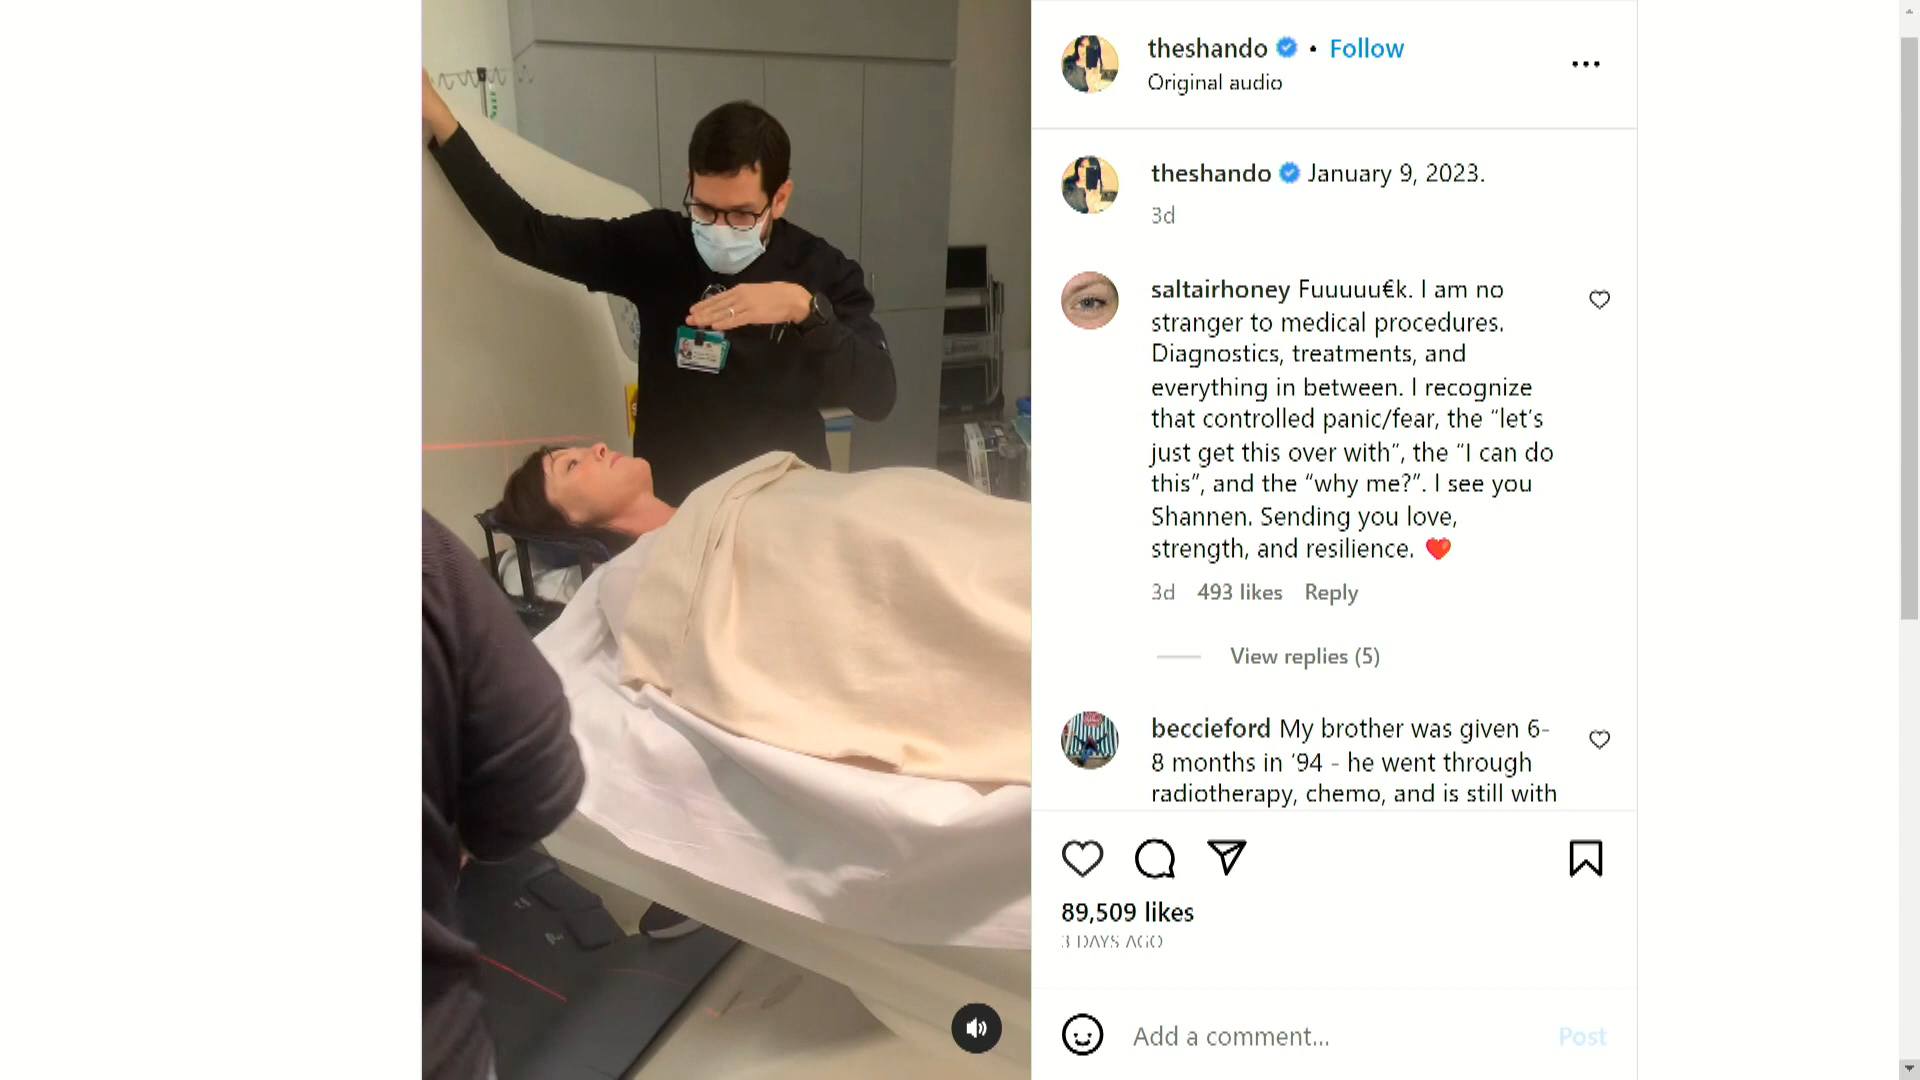 theshando • Follow
Original audio
theshando January 9, 2023.
3d
saltairhoney Fuuuuu€k. I am no
stranger to medical procedures.
Diagnostics, treatments, and
everything in between. I recognize
that controlled panic/fear, the “let's
just get this over with”, the “I can do
this”, and the “why me?”. I see you
Shannen. Sending you love,
strength, and resilience. ❤️
3d 493 likes Reply
View replies (5)
beccieford My brother was given 6-
8 months in ‘94 - he went through
radiotherapy, chemo, and is still with
89,509 likes
3 DAYS AGO
Add a comment... Post